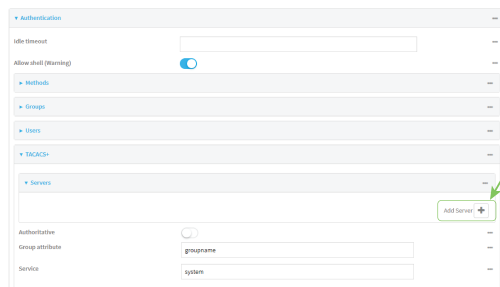 Authentication
Idle timeout
Allow shell (Warning)
Methods
Groups
Users
TACACS+
Servers
Add Server
Authoritative
Group attribute groupname
Service system